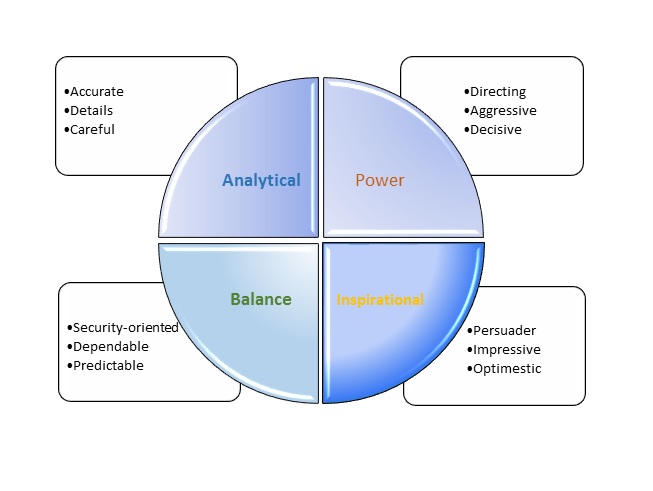 •Accurate
•Details
•Careful
•Directing
•Aggressive
•Decisive
Analytical
Power
Balance
Inspirational
•Security-oriented
•Dependable
•Predictable
•Persuader
•Impressive
•Optimestic